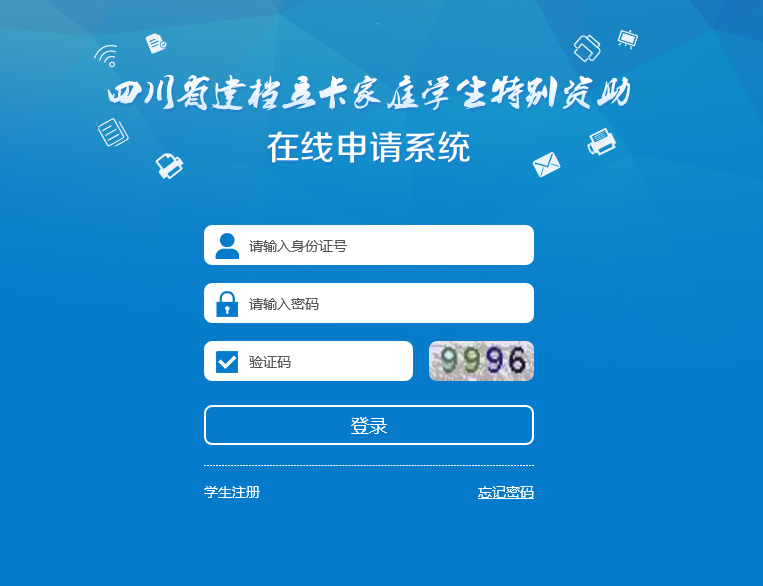 四川省建档立卡家庭学生特别资助
在线申请系统
请输入身份证号
请输入密码
验证码 9996
登录
学生注册 忘记密码